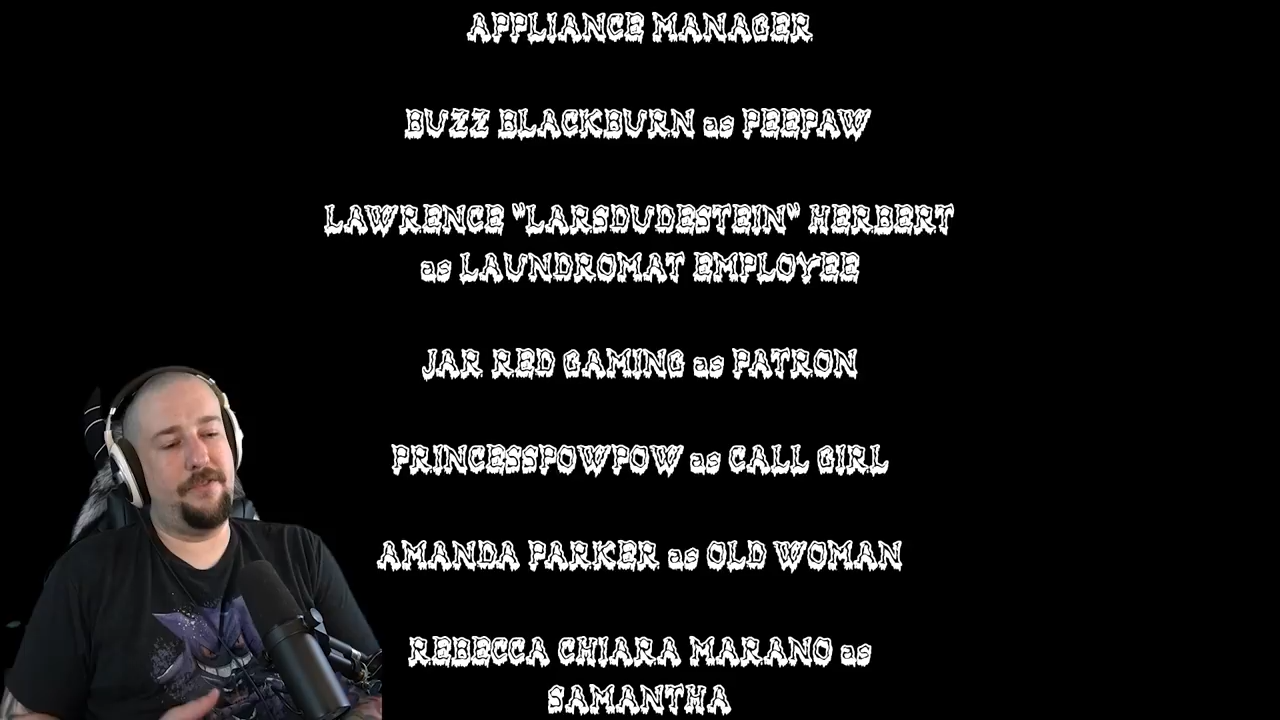 APPLIANCE MANAGER
BUZZ BLACKBURN as PEEPAW
LAWRENCE "LARSDUDESTEIN" HERBERT
as LAUNDROMAT EMPLOYEE
JAR RED GAMING as PATRON
PRINCESSPOWPOW as CALL GIRL
AMANDA PARKER as OLD WOMAN
REBECCA CHIARA MARANO as
SAMANTHA